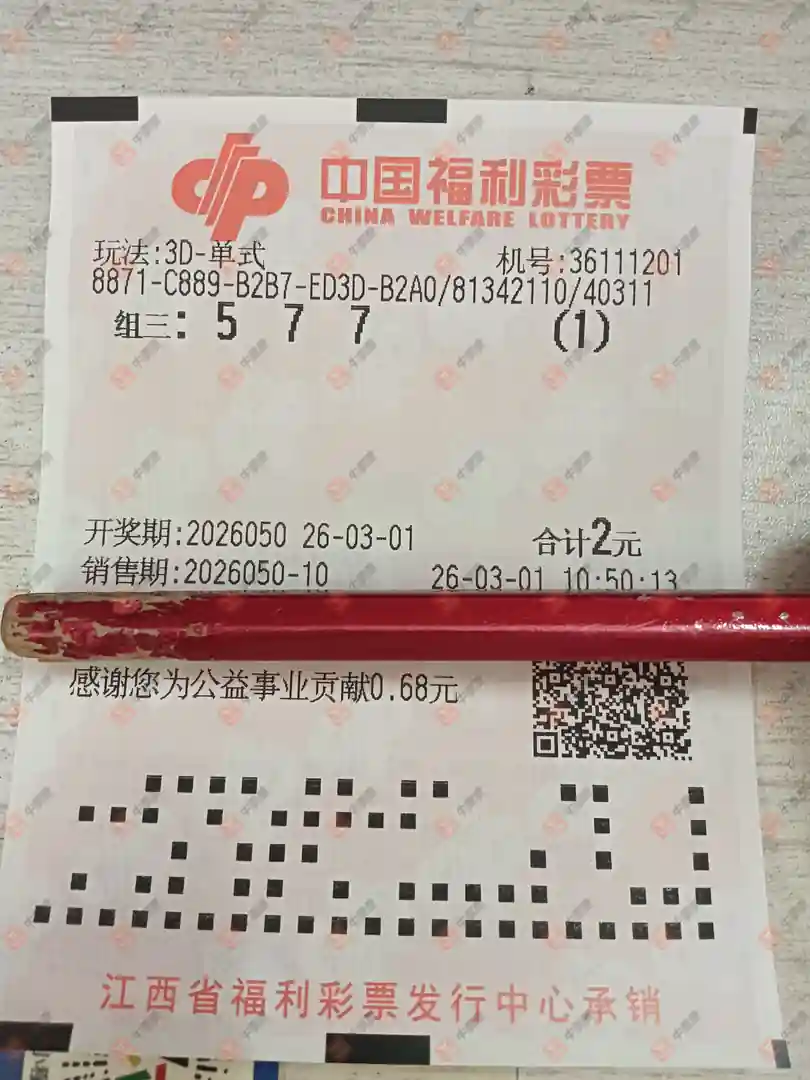 中国福利彩票
CHINA WELFARE LOTTERY
玩法:3D-单式 机号:36111201
8871-C889-B2B7-ED3D-B2A0/81342110/40311
组三: 5 7 7 (1)
开奖期:2026050 26-03-01 合计2元
销售期:2026050-10 26-03-01 10:50:13
感谢您为公益事业贡献0.68元
江西省福利彩票发行中心承销